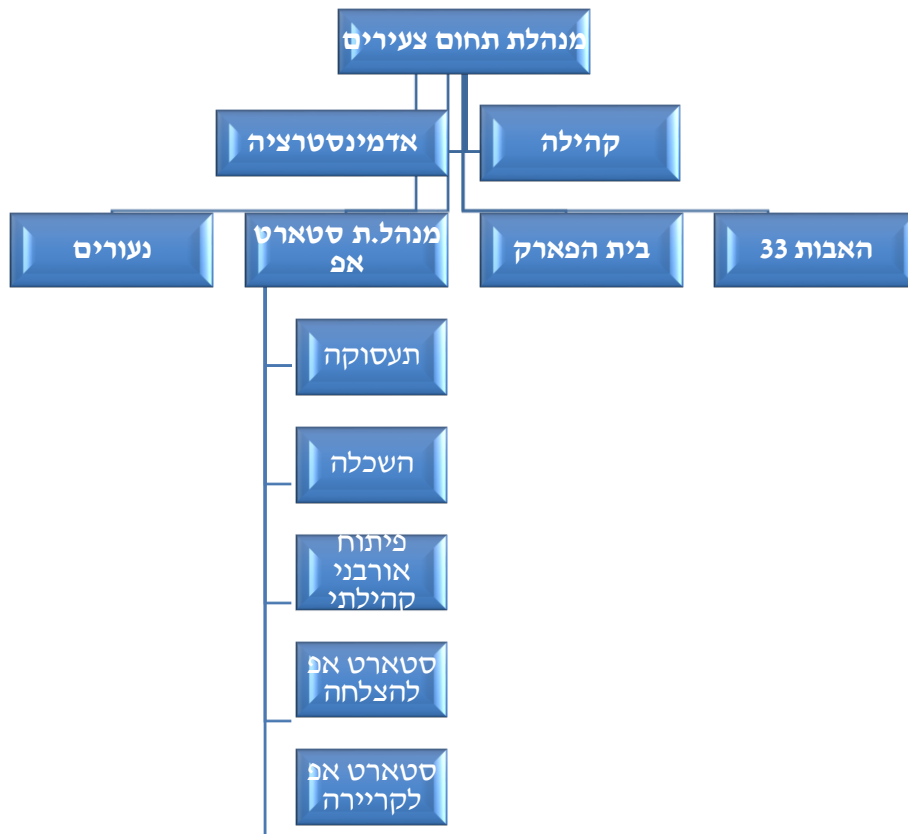 מנהלת תחום צעירים
קהילה
אדמינסטרציה
האבות 33
בית הפארק
מנהל.ת סטארט
אפ
נעורים
תעסוקה
השכלה
פיתוח
אורבני
קהילתי
סטארט אפ
להצלחה
סטארט אפ
לקריירה